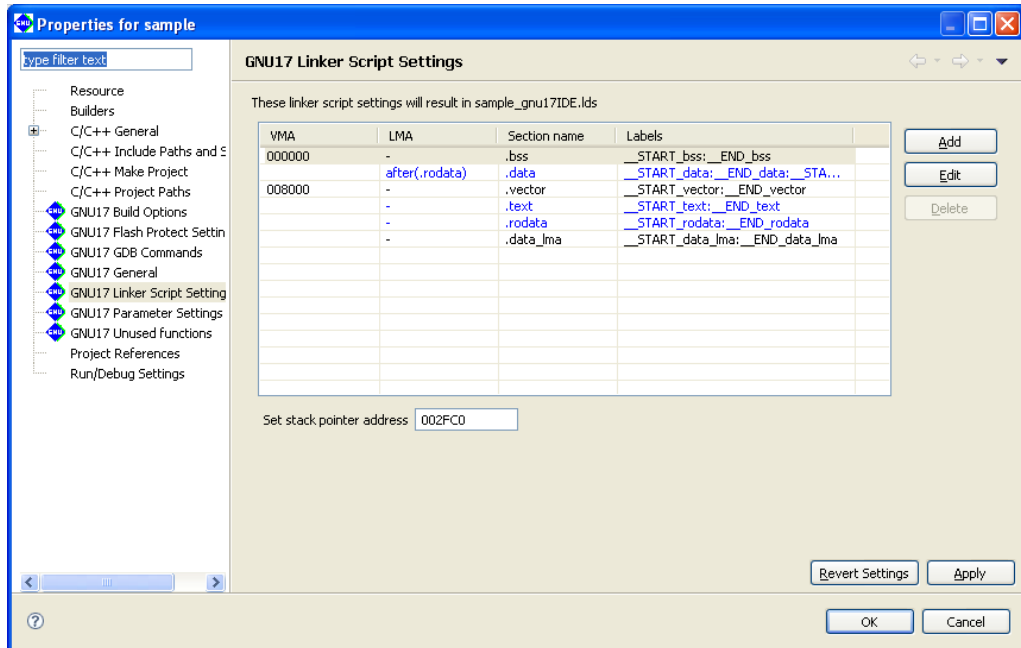 Properties for sample
type filter text
GNU17 Linker Script Settings
Resource
Builders
C/C++ General
C/C++ Include Paths and S
C/C++ Make Project
C/C++ Project Paths
GNU17 Build Options
GNU17 Flash Protect Settin
GNU17 GDB Commands
GNU17 General
GNU17 Linker Script Setting
GNU17 Parameter Settings
GNU17 Unused functions
Project References
Run/Debug Settings
These linker script settings will result in sample_gnu17IDE.lds
VMA LMA Section name Labels
000000 - .bss __START_bss:__END_bss
after(.rodata) .data __START_data:__END_data:__STA...
008000 - .vector __START_vector:__END_vector
- .text __START_text:__END_text
- .rodata __START_rodata:__END_rodata
- .data_lma __START_data_lma:__END_data_lma
Add
Edit
Delete
Set stack pointer address 002FC0
Revert Settings Apply
? OK Cancel